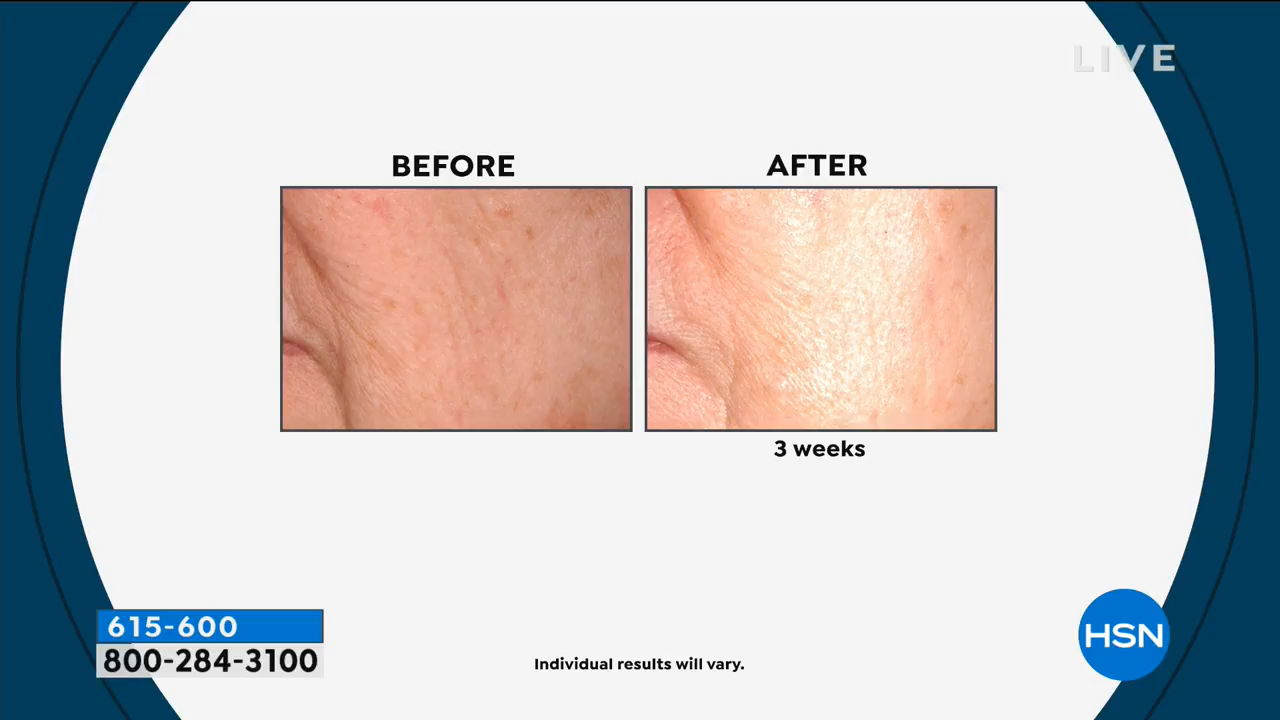 LIVE
BEFORE
AFTER
3 weeks
615-600
800-284-3100
Individual results will vary.
HSN